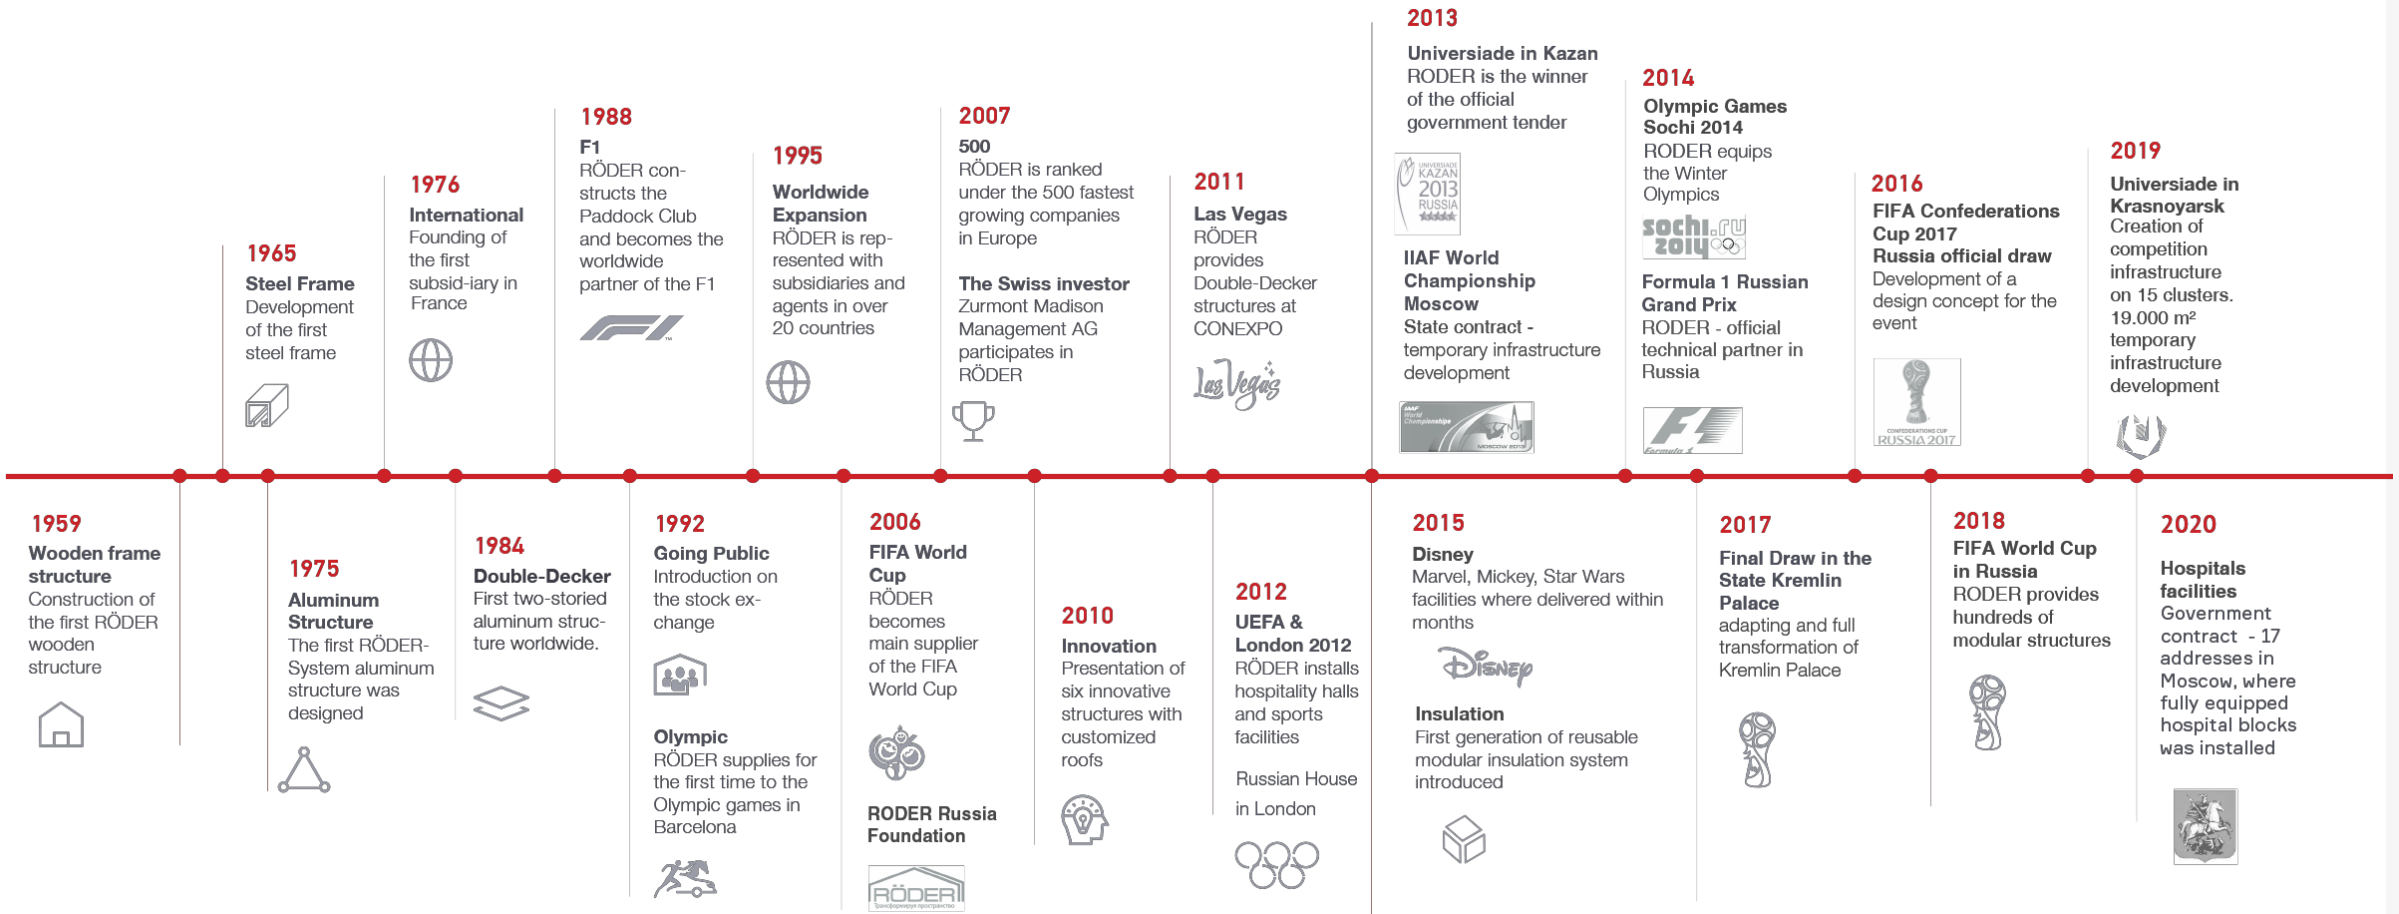 1959
Wooden frame
structure
Construction of
the first RÖDER
wooden
structure
1965
Steel Frame
Development
of the first
steel frame
1975
Aluminum
Structure
The first RÖDER-
System aluminum
structure was
designed
1976
International
Founding of
the first
subsid-iary in
France
1984
Double-Decker
First two-storied
aluminum struc-
ture worldwide.
1988
F1
RÖDER con-
structs the
Paddock Club
and becomes the
worldwide
partner of the F1
F1
TM
1992
Going Public
Introduction on
the stock ex-
change
Olympic
RÖDER supplies for
the first time to the
Olympic games in
Barcelona
1995
Worldwide
Expansion
RÖDER is rep-
resented with
subsidiaries and
agents in over
20 countries
2006
FIFA World
Cup
RÖDER
becomes
main supplier
of the FIFA
World Cup
RODER Russia
Foundation
RÖDER
Трансформируя пространство
2007
500
RÖDER is ranked
under the 500 fastest
growing companies
in Europe
The Swiss investor
Zurmont Madison
Management AG
participates in
RÖDER
2010
Innovation
Presentation of
six innovative
structures with
customized
roofs
2011
Las Vegas
RÖDER
provides
Double-Decker
structures at
CONEXPO
Las Vegas
2012
UEFA &
London 2012
RÖDER installs
hospitality halls
and sports
facilities
Russian House
in London
2013
Universiade in Kazan
RODER is the winner
of the official
government tender
UNIVERSIADE
KAZAN
2013
RUSSIA
IIAF World
Championship
Moscow
State contract -
temporary infrastructure
development
IAAF
World
Championships
MOSCOW 2013
2014
Olympic Games
Sochi 2014
RODER equips
the Winter
Olympics
sochi.ru
2014
Formula 1 Russian
Grand Prix
RODER - official
technical partner in
Russia
F1
Formula 1
2015
Disney
Marvel, Mickey, Star Wars
facilities where delivered within
months
Disney
Insulation
First generation of reusable
modular insulation system
introduced
2016
FIFA Confederations
Cup 2017
Russia official draw
Development of a
design concept for the
event
CONFEDERATIONS CUP
RUSSIA 2017
2017
Final Draw in the
State Kremlin
Palace
adapting and full
transformation of
Kremlin Palace
2018
FIFA World Cup
in Russia
RODER provides
hundreds of
modular structures
2019
Universiade in
Krasnoyarsk
Creation of
competition
infrastructure
on 15 clusters.
19.000 m²
temporary
infrastructure
development
2020
Hospitals
facilities
Government
contract - 17
addresses in
Moscow, where
fully equipped
hospital blocks
was installed